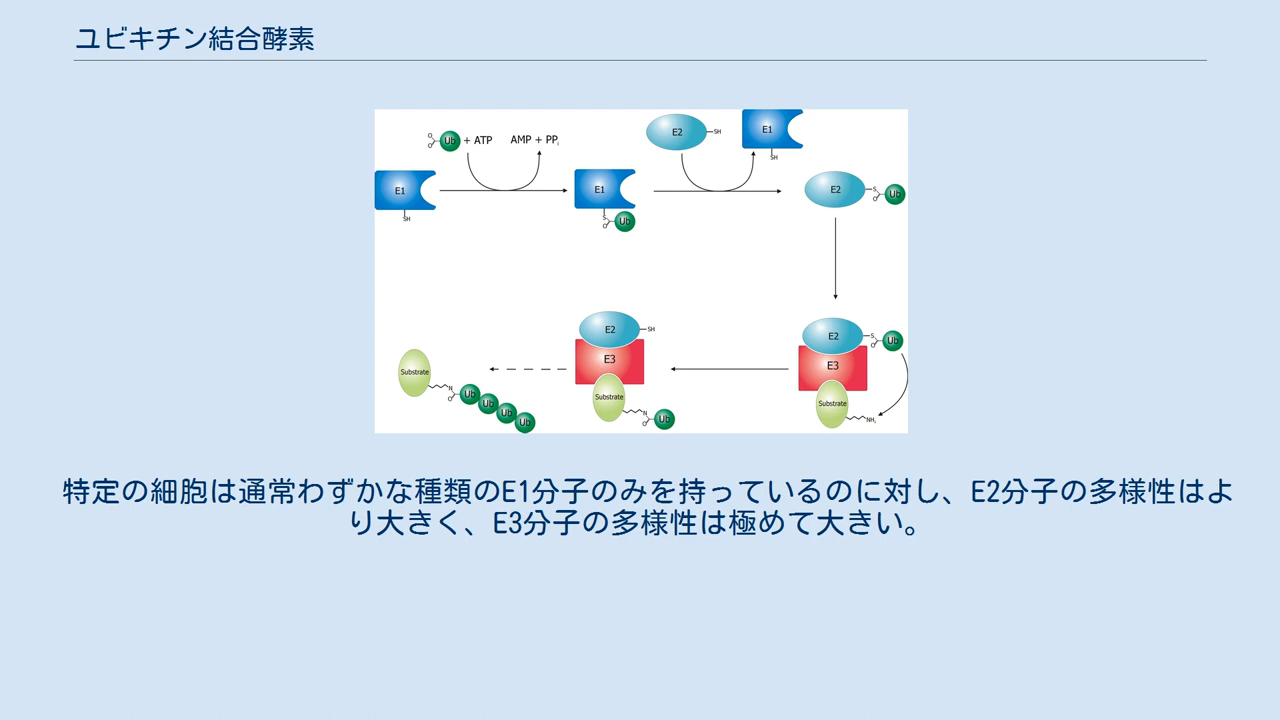 ユビキチン結合酵素
Ub + ATP
AMP + PPi
E2 SH
E1
SH
E1
SH
E1
S
O
Ub
E2 S
O
Ub
E2 SH
E3
Substrate
N
O
Ub
E2 S
O
Ub
E3
Substrate
NH2
Substrate
N
O
Ub
Ub
Ub
Ub
特定の細胞は通常わずかな種類のE1分子のみを持っているのに対し、E2分子の多様性はよ
り大きく、E3分子の多様性は極めて大きい。